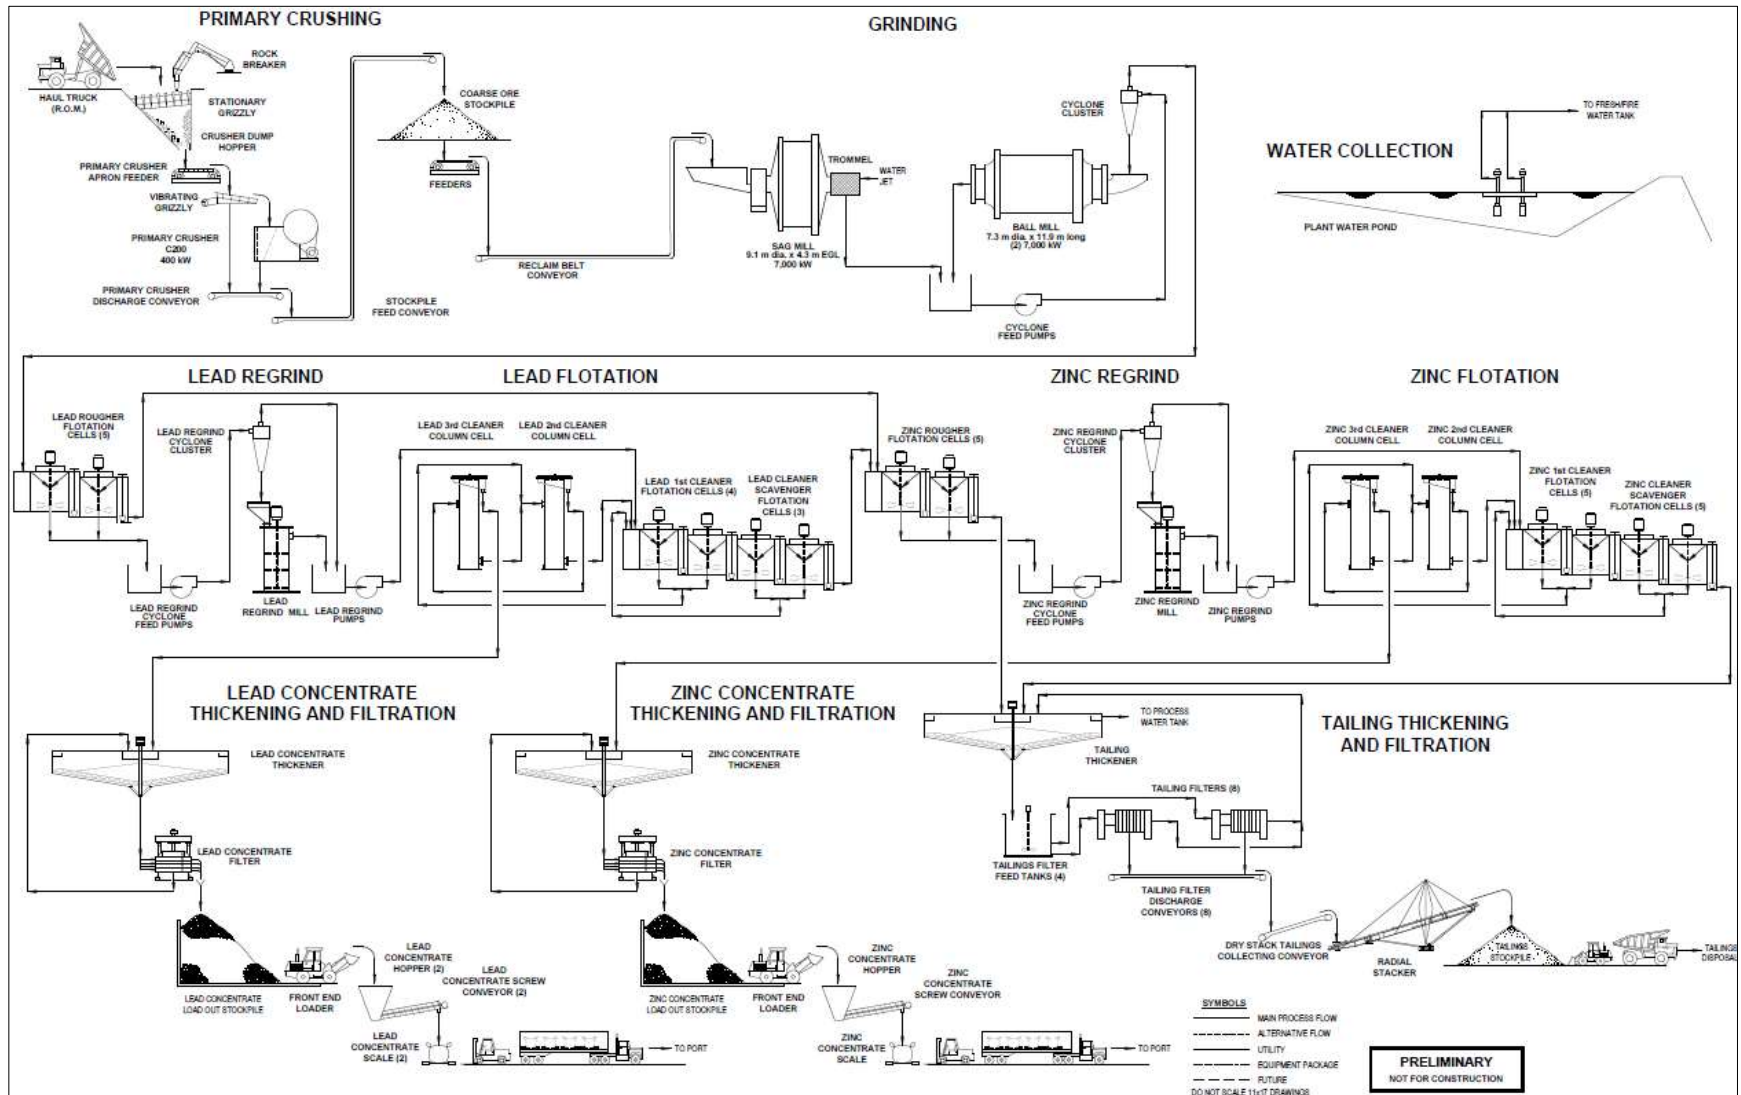 PRIMARY CRUSHING
GRINDING
ROCK
BREAKER
HAUL TRUCK
(R.O.M.)
STATIONARY
GRIZZLY
CRUSHER DUMP
HOPPER
PRIMARY CRUSHER
APRON FEEDER
VIBRATING
GRIZZLY
PRIMARY CRUSHER
C200
400 kW
PRIMARY CRUSHER
DISCHARGE CONVEYOR
STOCKPILE
FEED CONVEYOR
COARSE ORE
STOCKPILE
FEEDERS
RECLAIM BELT
CONVEYOR
TROMMEL
WATER
JET
SAG MILL
9.1 m dia. x 4.3 m EGL
7,000 kW
CYCLONE
CLUSTER
BALL MILL
7.3 m dia. x 11.9 m long
(2) 7,000 kW
CYCLONE
FEED PUMPS
WATER COLLECTION
TO FRESH/FIRE
WATER TANK
PLANT WATER POND
LEAD REGRIND
LEAD FLOTATION
ZINC REGRIND
ZINC FLOTATION
LEAD ROUGHER
FLOTATION
CELLS (5)
LEAD REGRIND
CYCLONE
CLUSTER
LEAD REGRIND
CYCLONE
FEED PUMPS
LEAD
REGRIND MILL
LEAD REGRIND
PUMPS
LEAD 3rd CLEANER
COLUMN CELL
LEAD 2nd CLEANER
COLUMN CELL
LEAD 1st CLEANER
FLOTATION CELLS (4)
LEAD CLEANER
SCAVENGER
FLOTATION
CELLS (3)
ZINC ROUGHER
FLOTATION CELLS (5)
ZINC REGRIND
CYCLONE
CLUSTER
ZINC REGRIND
CYCLONE
FEED PUMPS
ZINC REGRIND
MILL
ZINC REGRIND
PUMPS
ZINC 3rd CLEANER
COLUMN CELL
ZINC 2nd CLEANER
COLUMN CELL
ZINC 1st CLEANER
FLOTATION
CELLS (5)
ZINC CLEANER
SCAVENGER
FLOTATION CELLS (5)
LEAD CONCENTRATE
THICKENING AND FILTRATION
LEAD CONCENTRATE
THICKENER
LEAD CONCENTRATE
FILTER
LEAD CONCENTRATE
LOAD OUT STOCKPILE
FRONT END
LOADER
LEAD
CONCENTRATE
HOPPER (2)
LEAD
CONCENTRATE SCREW
CONVEYOR (2)
LEAD
CONCENTRATE
SCALE (2)
TO PORT
ZINC CONCENTRATE
THICKENING AND FILTRATION
ZINC CONCENTRATE
THICKENER
ZINC CONCENTRATE
FILTER
ZINC CONCENTRATE
LOAD OUT STOCKPILE
FRONT END
LOADER
ZINC
CONCENTRATE
HOPPER
ZINC
CONCENTRATE
SCREW CONVEYOR
ZINC
CONCENTRATE
SCALE
TO PORT
TAILING THICKENING
AND FILTRATION
TO PROCESS
WATER TANK
TAILING
THICKENER
TAILING FILTERS (8)
TAILINGS FILTER
FEED TANKS (4)
TAILING FILTER
DISCHARGE
CONVEYORS (8)
DRY STACK TAILINGS
COLLECTING CONVEYOR
RADIAL
STACKER
TAILINGS
STOCKPILE
TAILINGS
DISPOSAL
SYMBOLS
MAIN PROCESS FLOW
ALTERNATIVE FLOW
UTILITY
EQUIPMENT PACKAGE
FUTURE
DO NOT SCALE 11x17 DRAWINGS
PRELIMINARY
NOT FOR CONSTRUCTION